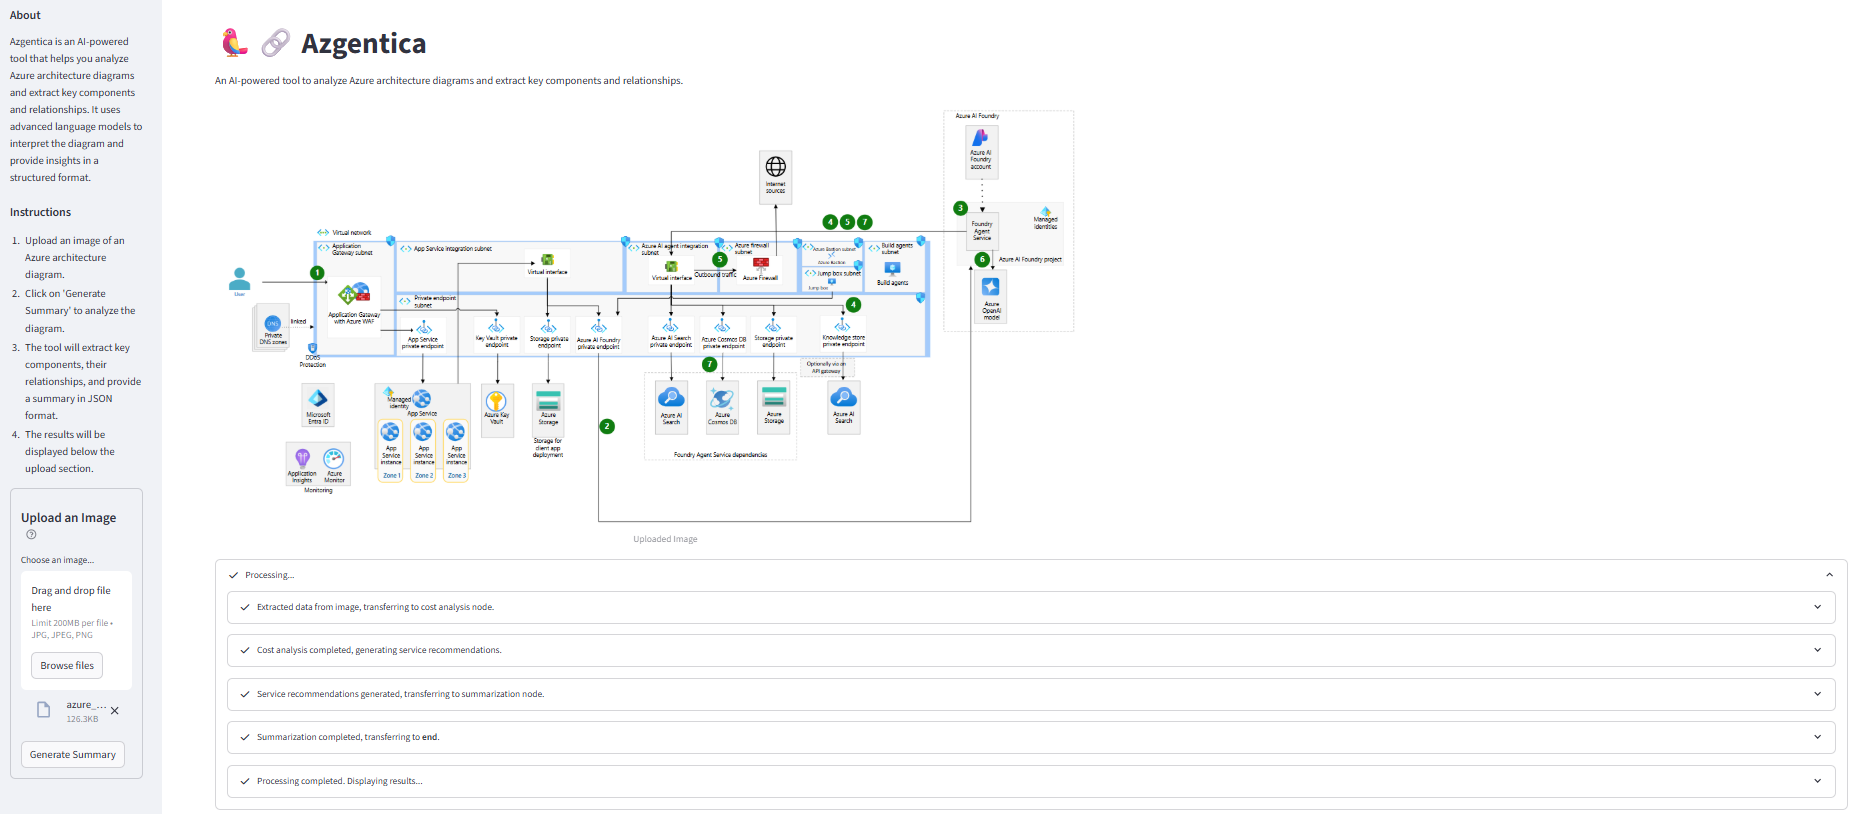 About
Azgentica is an AI-powered
tool that helps you analyze
Azure architecture diagrams
and extract key components
and relationships. It uses
advanced language models to
interpret the diagram and
provide insights in a
structured format.
Instructions
1. Upload an image of an
Azure architecture
diagram.
2. Click on 'Generate
Summary' to analyze the
diagram.
3. The tool will extract key
components, their
relationships, and provide
a summary in JSON
format.
4. The results will be
displayed below the
upload section.
Upload an Image
Choose an image...
Drag and drop file
here
Limit 200MB per file •
JPG, JPEG, PNG
Browse files
azure_...
126.3KB
Generate Summary
Azgentica
An AI-powered tool to analyze Azure architecture diagrams and extract key components and relationships.
Azure AI Foundry
Azure AI
Foundry
account
Internet
sources
3
Managed
identities
Foundry
Agent
Service
4 5 7
6
Azure AI Foundry project
Azure
OpenAI
model
Virtual network
Application
Gateway subnet
App Service Integration subnet
Azure AI agent integration
subnet
Azure firewall
subnet
Azure Bastion subnet
Azure Bastion
Build agents
subnet
User
1
Virtual interface
Virtual interface
5
Outbound traffic
Azure Firewall
Jump box subnet
Jump box
Build agents
Private endpoint
subnet
4
Application Gateway
with Azure WAF
DNS
Private
DNS zones
linked
DDoS
Protection
App Service
private endpoint
Key Vault private
endpoint
Storage private
endpoint
Azure AI Foundry
private endpoint
Azure AI Search
private endpoint
Azure Cosmos DB
private endpoint
Storage private
endpoint
Knowledge store
private endpoint
7
Optionally via an
API gateway
Microsoft
Entra ID
Managed
identity
App Service
App
Service
instance
App
Service
instance
App
Service
instance
Zone 1
Zone 2
Zone 3
Azure Key
Vault
Azure
Storage
Storage for
client app
deployment
2
Azure AI
Search
Azure
Cosmos DB
Azure
Storage
Azure AI
Search
Foundry Agent Service dependencies
Application
Insights
Azure
Monitor
Monitoring
Uploaded Image
Processing...
Extracted data from image, transferring to cost analysis node.
Cost analysis completed, generating service recommendations.
Service recommendations generated, transferring to summarization node.
Summarization completed, transferring to end.
Processing completed. Displaying results...